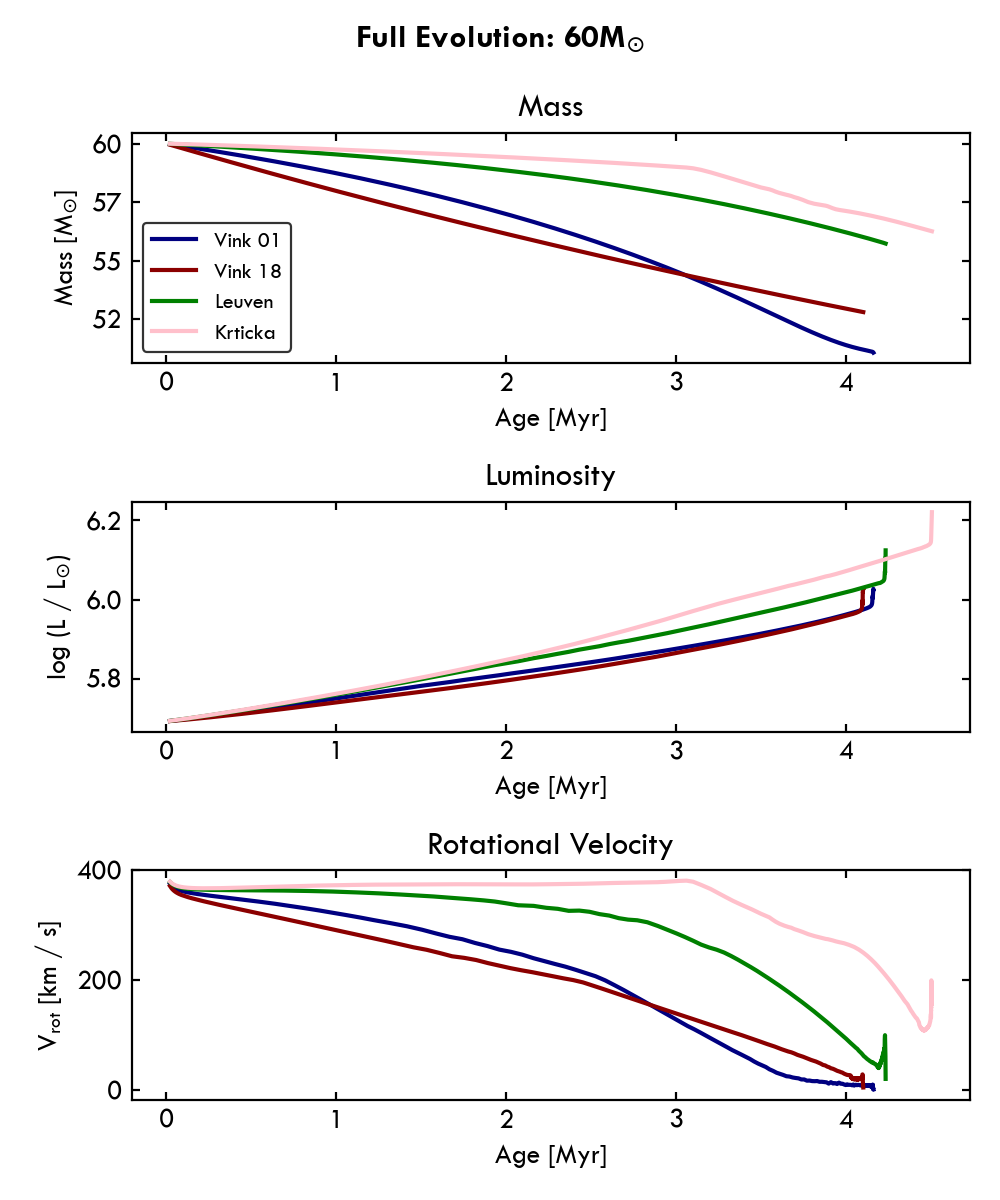 Full Evolution: 60M⊙
Mass
60
57
55
52
Mass [M⊙]
Vink 01
Vink 18
Leuven
Krticka
0 1 2 3 4
Age [Myr]
Luminosity
6.2
6.0
5.8
log (L / L⊙)
0 1 2 3 4
Age [Myr]
Rotational Velocity
400
200
0
Vrot [km / s]
0 1 2 3 4
Age [Myr]